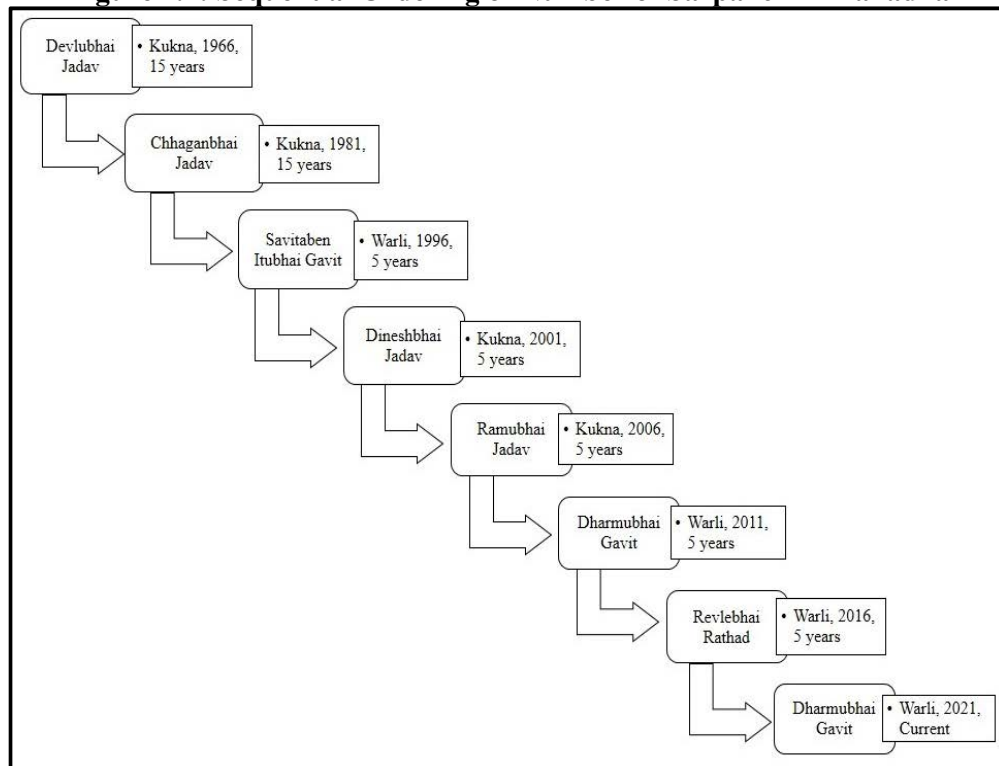 Devlubhai
Jadav
• Kukna, 1966,
15 years
Chhaganbhai
Jadav
• Kukna, 1981,
15 years
Savitaben
Itubhai Gavit
• Warli, 1996,
5 years
Dineshbhai
Jadav
• Kukna, 2001,
5 years
Ramubhai
Jadav
• Kukna, 2006,
5 years
Dharmubhai
Gavit
• Warli, 2011,
5 years
Revlebhai
Rathad
• Warli, 2016,
5 years
Dharmubhai
Gavit
• Warli, 2021,
Current